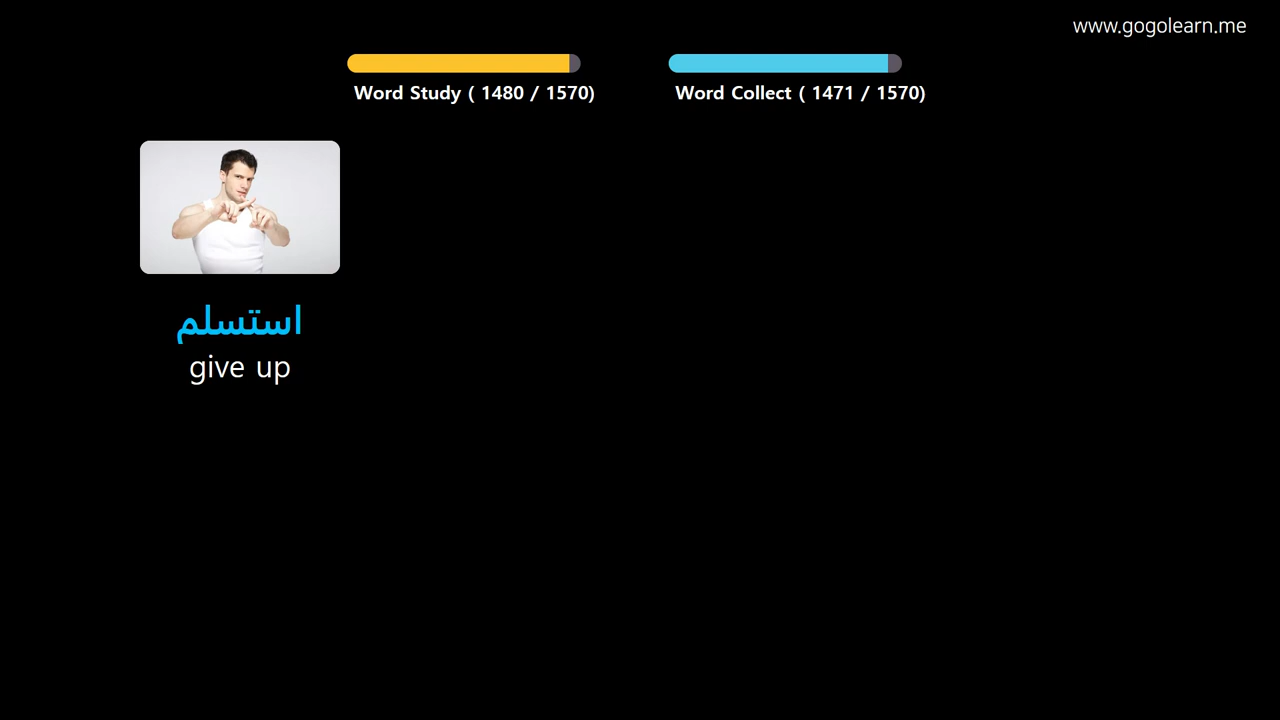 www.gogolearn.me
Word Study ( 1480 / 1570)
Word Collect ( 1471 / 1570)
استسلم
give up